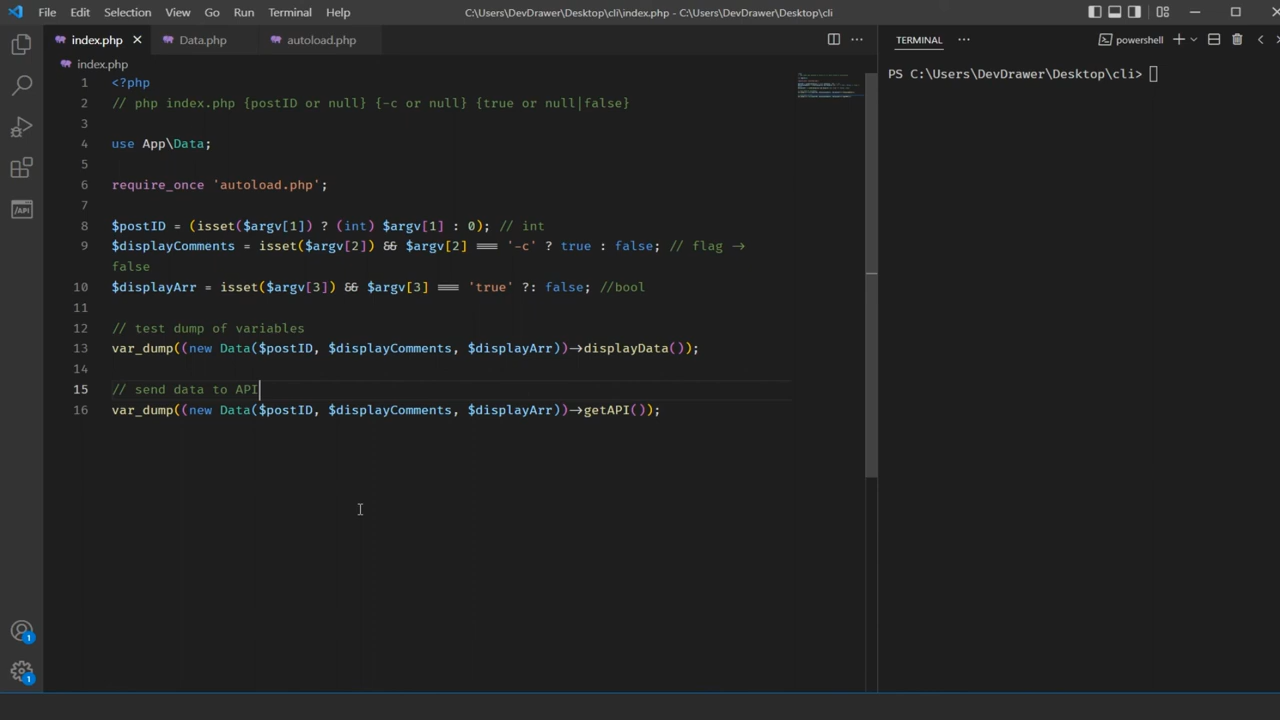 File Edit Selection View Go Run Terminal Help C:\Users\DevDrawer\Desktop\cli\index.php - C:\Users\DevDrawer\Desktop\cli
index.php Data.php autoload.php
TERMINAL powershell
index.php
PS C:\Users\DevDrawer\Desktop\cli>
1 <?php
2 // php index.php {postID or null} {-c or null} {true or null|false}
3
4 use App\Data;
5
6 require_once 'autoload.php';
7
8 $postID = (isset($argv[1]) ? (int) $argv[1] : 0); // int
9 $displayComments = isset($argv[2]) && $argv[2] === '-c' ? true : false; // flag ->
false
10 $displayArr = isset($argv[3]) && $argv[3] === 'true' ?: false; //bool
11
12 // test dump of variables
13 var_dump((new Data($postID, $displayComments, $displayArr))->displayData());
14
15 // send data to API
16 var_dump((new Data($postID, $displayComments, $displayArr))->getAPI());
/API
1
1